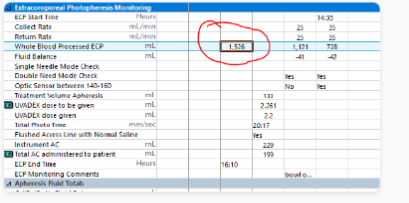 Extracorporeal Photopheresis Monitoring
ECP Start Time Hours 14:35
Collect Rate mL/min 25 35
Return Rate mL/min 25 35
Whole Blood Processed ECP mL 1,526 1,121 728
Fluid Balance mL -41 -42
Single Needle Mode Check
Double Need Mode Check Yes Yes
Optic Sensor between 140-160 No Yes
Treatment Volume Apheresis mL 133
UVADEX dose to be given mL 2.261
UVADEX dose given mL 2.2
Total Photo Time mm/sec 20:17
Flushed Access Line with Normal Saline Yes
Instrument AC mL 229
Total AC administered to patient mL 199
ECP End Time Hours 16:10
ECP Monitoring Comments bowl o...
Apheresis Fluid Totals